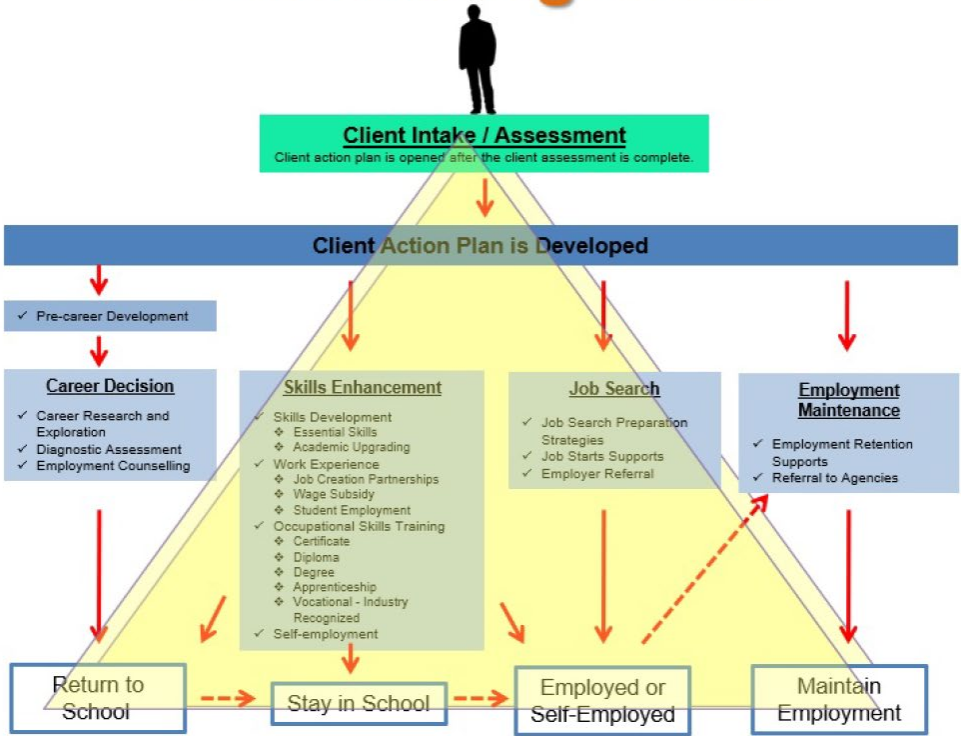 Client Intake / Assessment
Client action plan is opened after the client assessment is complete.
Client Action Plan is Developed
✓ Pre-career Development
Career Decision
✓ Career Research and
Exploration
✓ Diagnostic Assessment
✓ Employment Counselling
Skills Enhancement
✓ Skills Development
❖ Essential Skills
❖ Academic Upgrading
✓ Work Experience
❖ Job Creation Partnerships
❖ Wage Subsidy
❖ Student Employment
✓ Occupational Skills Training
❖ Certificate
❖ Diploma
❖ Degree
❖ Apprenticeship
❖ Vocational - Industry
Recognized
✓ Self-employment
Job Search
✓ Job Search Preparation
Strategies
✓ Job Starts Supports
✓ Employer Referral
Employment
Maintenance
✓ Employment Retention
Supports
✓ Referral to Agencies
Return to
School
Stay in School
Employed or
Self-Employed
Maintain
Employment